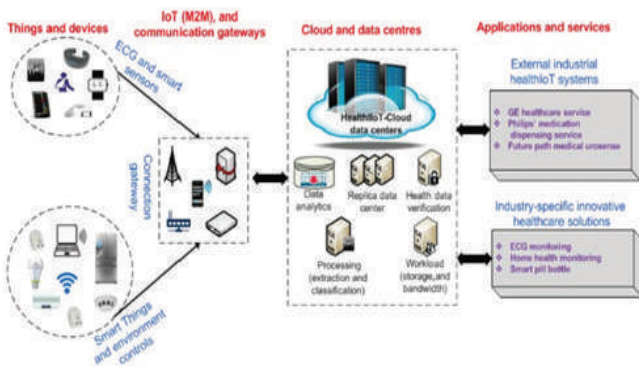 Things and devices
IoT (M2M), and
communication gateways
Cloud and data centres
Applications and services
ECG and smart
sensors
Connection
gateway
Smart Things
and environment
controls
HealthIIoT-Cloud
data centers
Data
analytics
Replica data
center
Health data
verification
Processing
(extraction and
classification)
Workload
(storage, and
bandwidth)
External industrial
healthIoT systems
GE healthcare service
Philips' medication
dispensing service
Future path medical urosense
Industry-specific innovative
healthcare solutions
ECG monitoring
Home health monitoring
Smart pill bottle